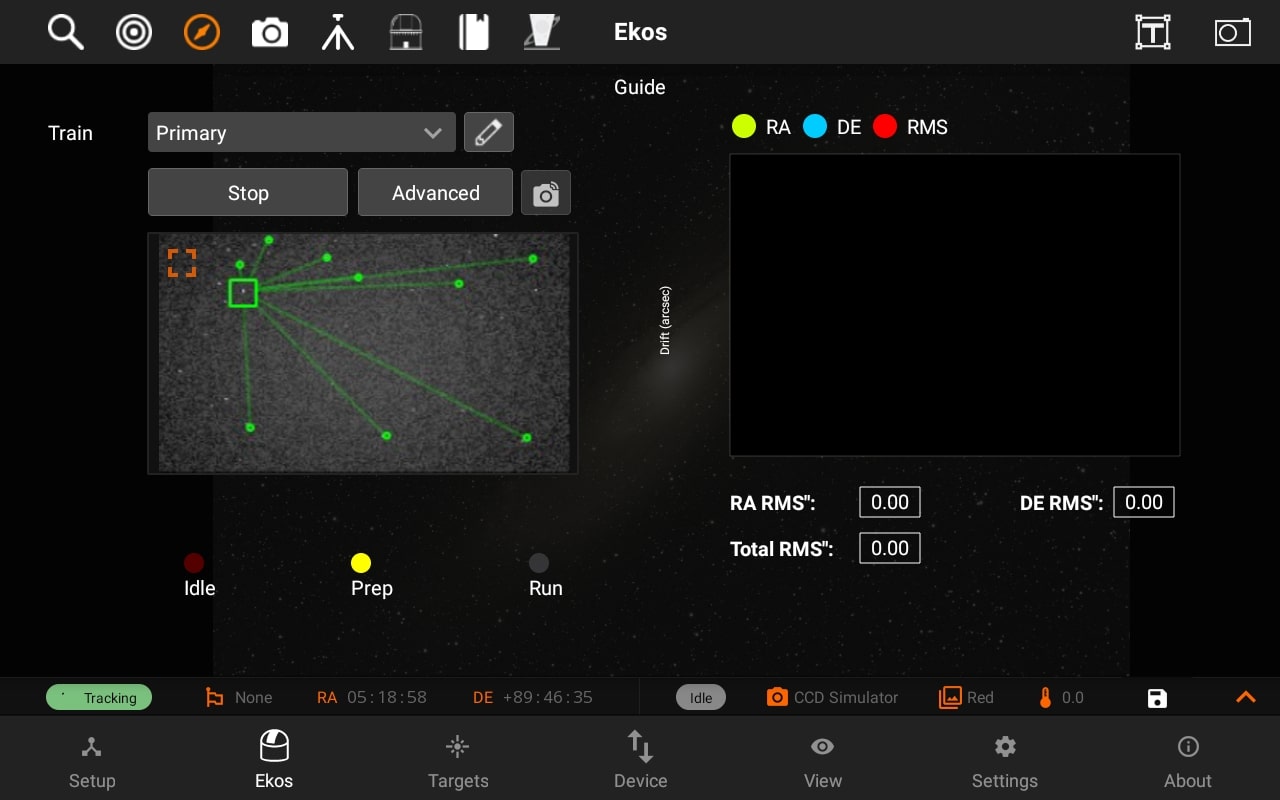 Ekos
Guide
Train
Primary
RA DE RMS
Stop
Advanced
Drift (arcsec)
RA RMS": 0.00
DE RMS": 0.00
Total RMS": 0.00
Idle
Prep
Run
Tracking
None
RA 05:18:58
DE +89:46:35
Idle
CCD Simulator
Red
0.0
Setup
Ekos
Targets
Device
View
Settings
About